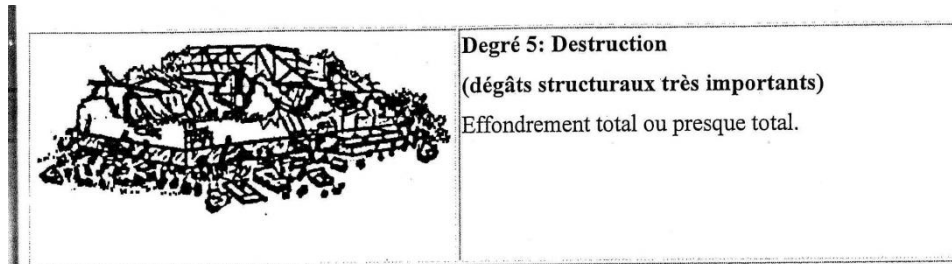 Degré 5: Destruction
(dégâts structuraux très importants)
Effondrement total ou presque total.